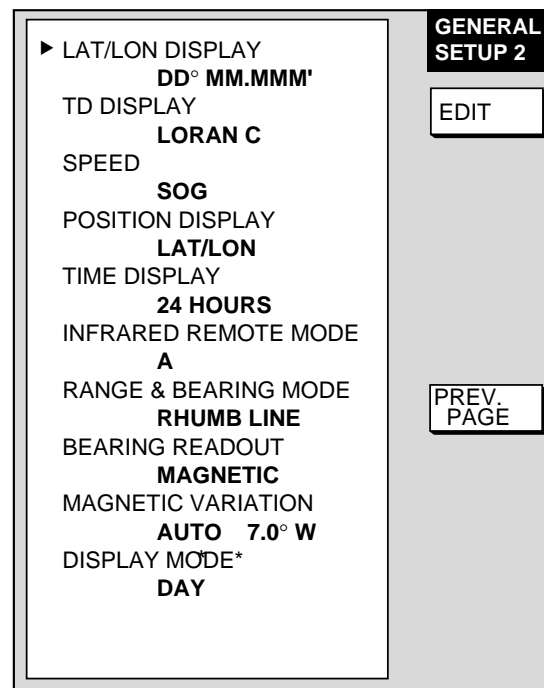 ▶ LAT/LON DISPLAY
DD° MM.MMM'
TD DISPLAY
LORAN C
SPEED
SOG
POSITION DISPLAY
LAT/LON
TIME DISPLAY
24 HOURS
INFRARED REMOTE MODE
A
RANGE & BEARING MODE
RHUMB LINE
BEARING READOUT
MAGNETIC
MAGNETIC VARIATION
AUTO 7.0° W
DISPLAY MODE*
DAY
GENERAL
SETUP 2
EDIT
PREV.
PAGE